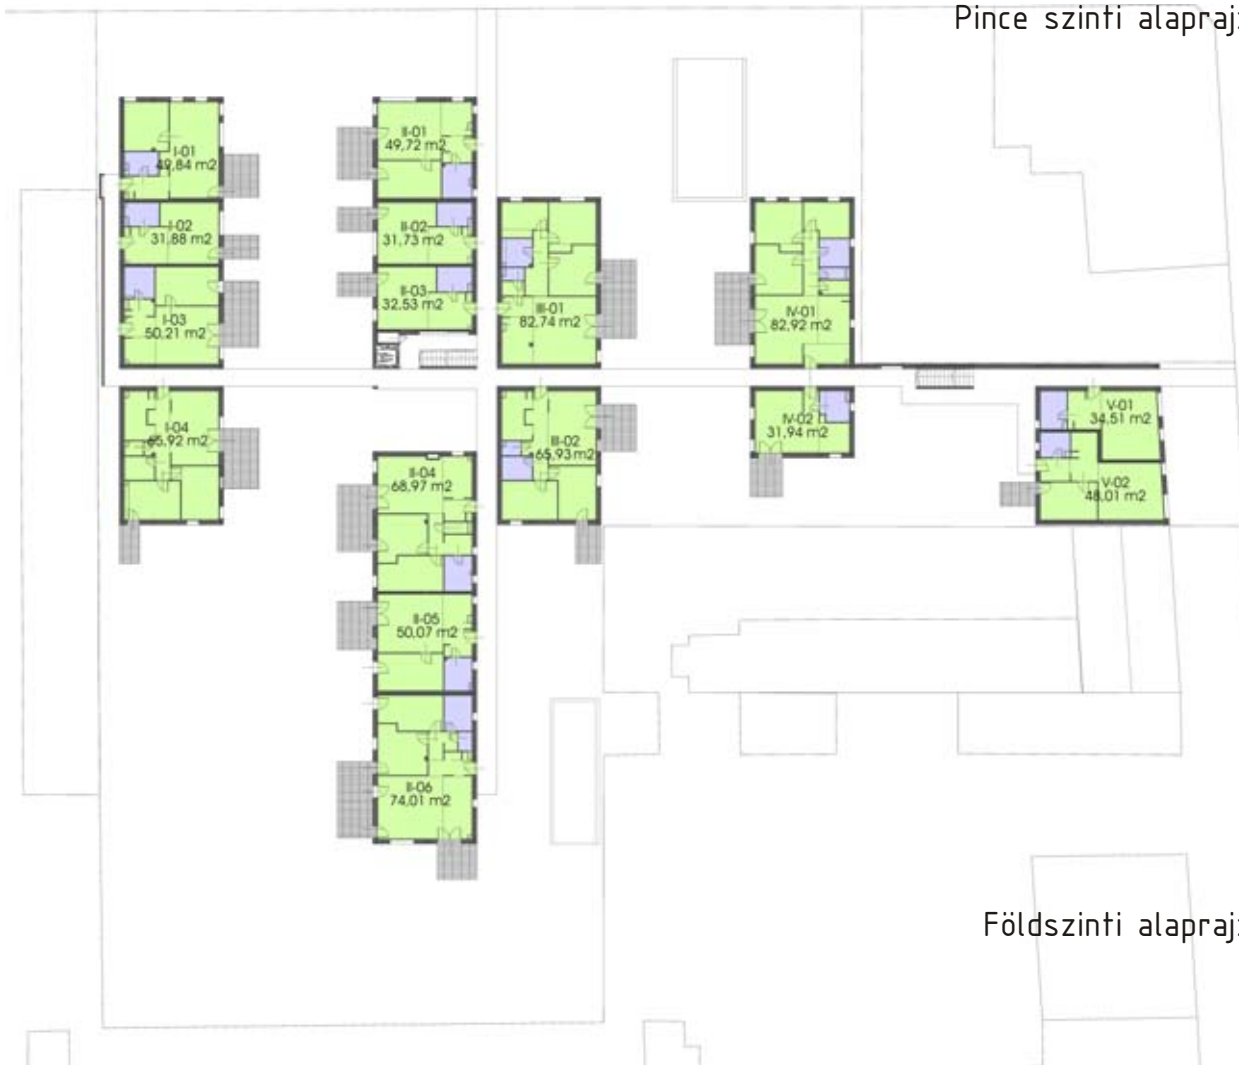 Pince szinti alaprajz
I-01
49,84 m2
II-01
49,72 m2
I-02
31,88 m2
II-02
31,73 m2
I-03
50,21 m2
II-03
32,53 m2
III-01
82,74 m2
IV-01
82,92 m2
I-04
65,92 m2
III-02
65,93 m2
IV-02
31,94 m2
V-01
34,51 m2
II-04
68,97 m2
V-02
48,01 m2
II-05
50,07 m2
II-06
74,01 m2
Földszinti alaprajz